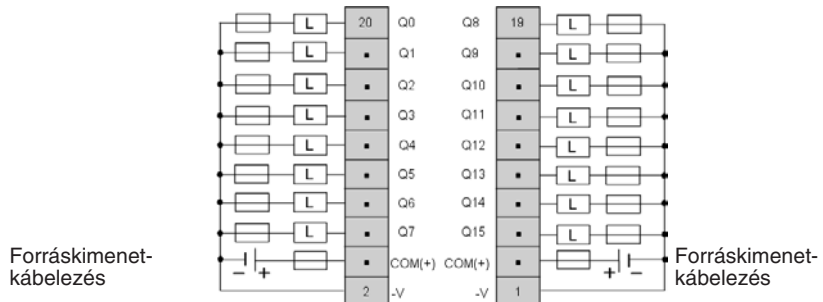 L 20 Q0 Q8 19 L
L Q1 Q9 L
L Q2 Q10 L
L Q3 Q11 L
L Q4 Q12 L
L Q5 Q13 L
L Q6 Q14 L
L Q7 Q15 L
Forráskimenet-
kábelezés
− + COM(+) COM(+) + −
2 -V -V 1
Forráskimenet-
kábelezés